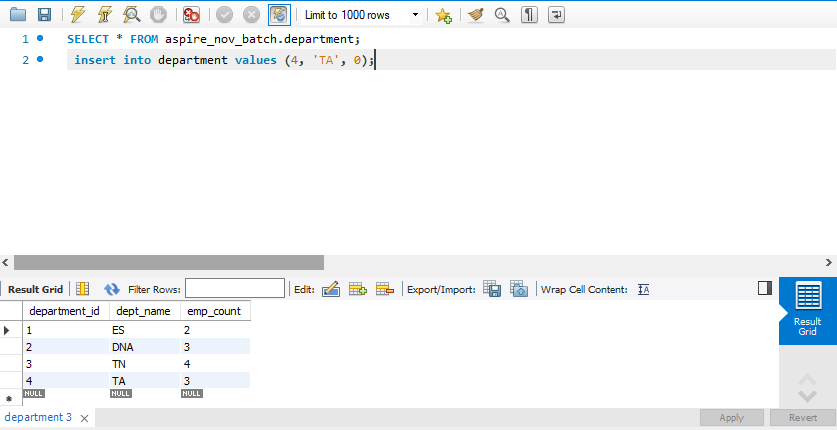 Limit to 1000 rows
1 SELECT * FROM aspire_nov_batch.department;
2 insert into department values (4, 'TA', 0);
Result Grid Filter Rows: Edit: Export/Import: Wrap Cell Content:
department_id dept_name emp_count
1 ES 2
2 DNA 3
3 TN 4
4 TA 3
NULL NULL NULL
Result
Grid
department 3 Apply Revert